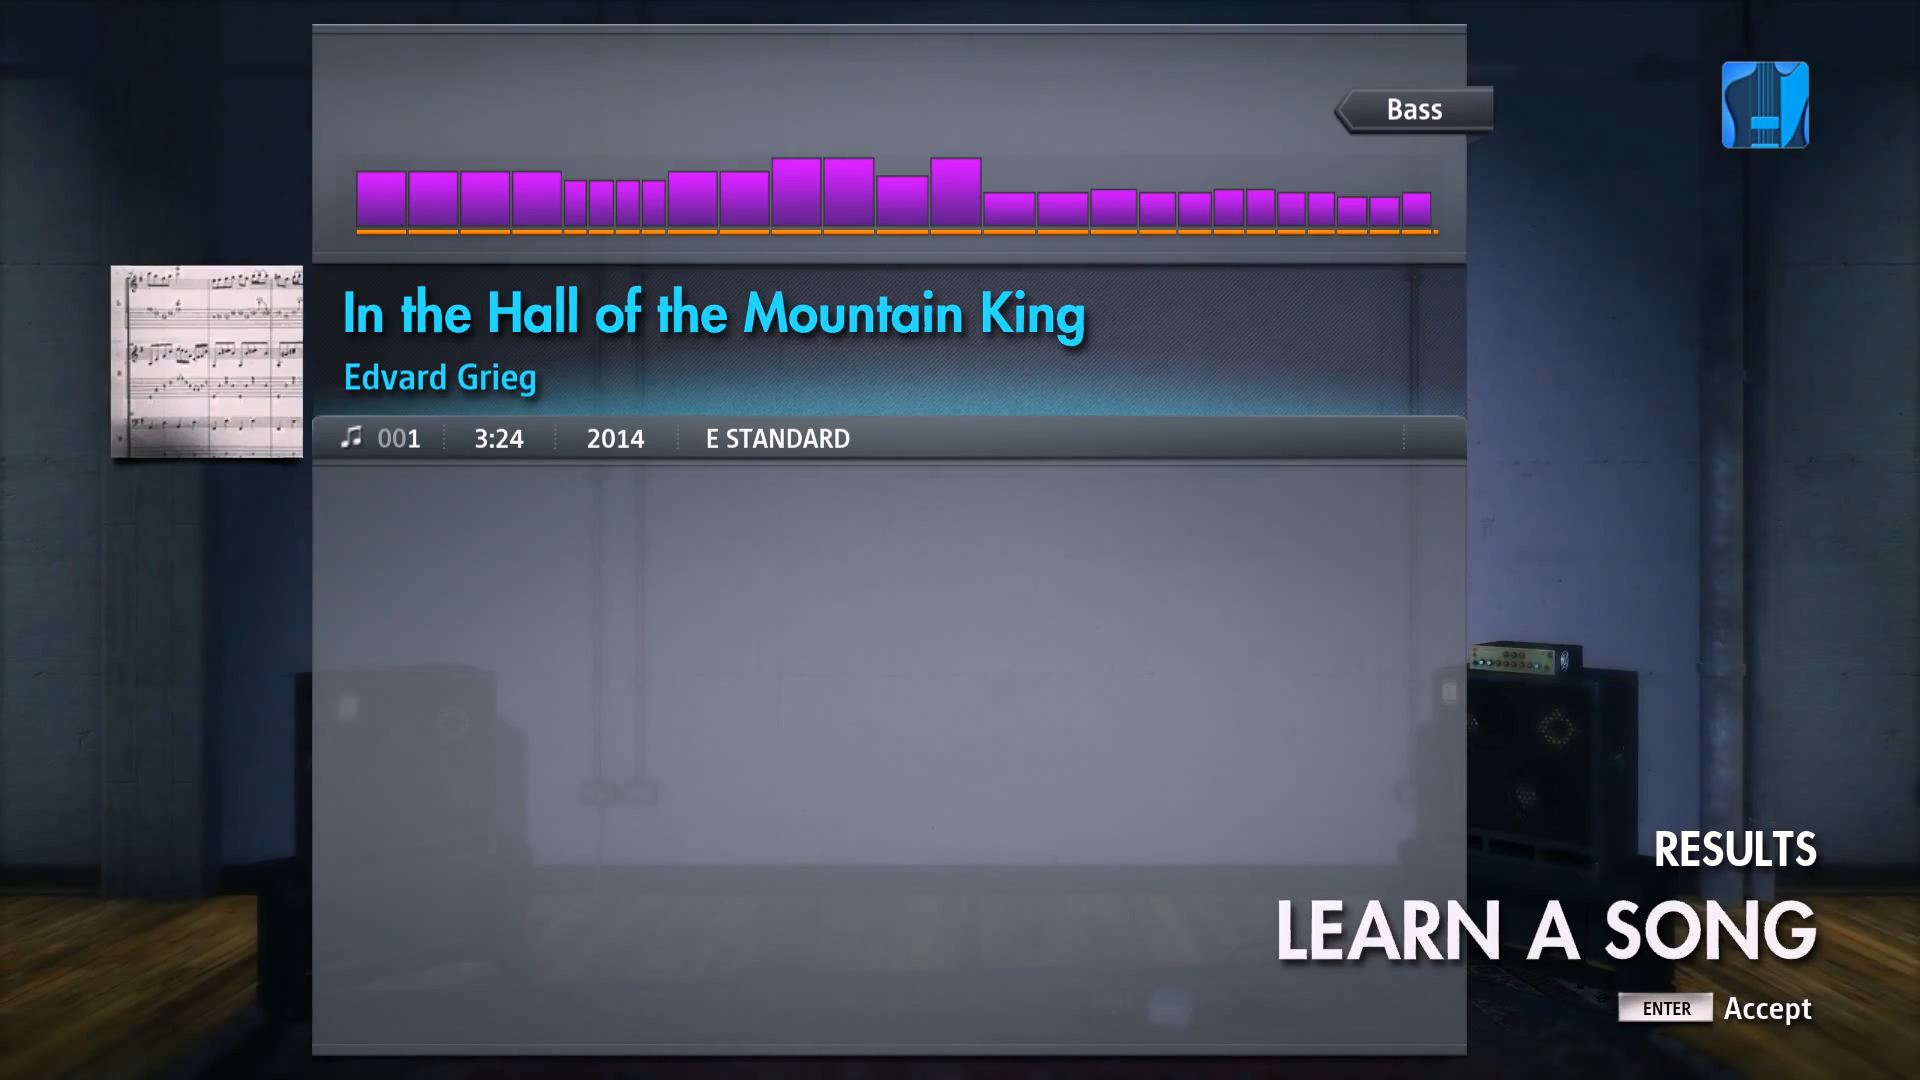 Bass
In the Hall of the Mountain King
Edvard Grieg
001 3:24 2014 E STANDARD
RESULTS
LEARN A SONG
ENTER Accept